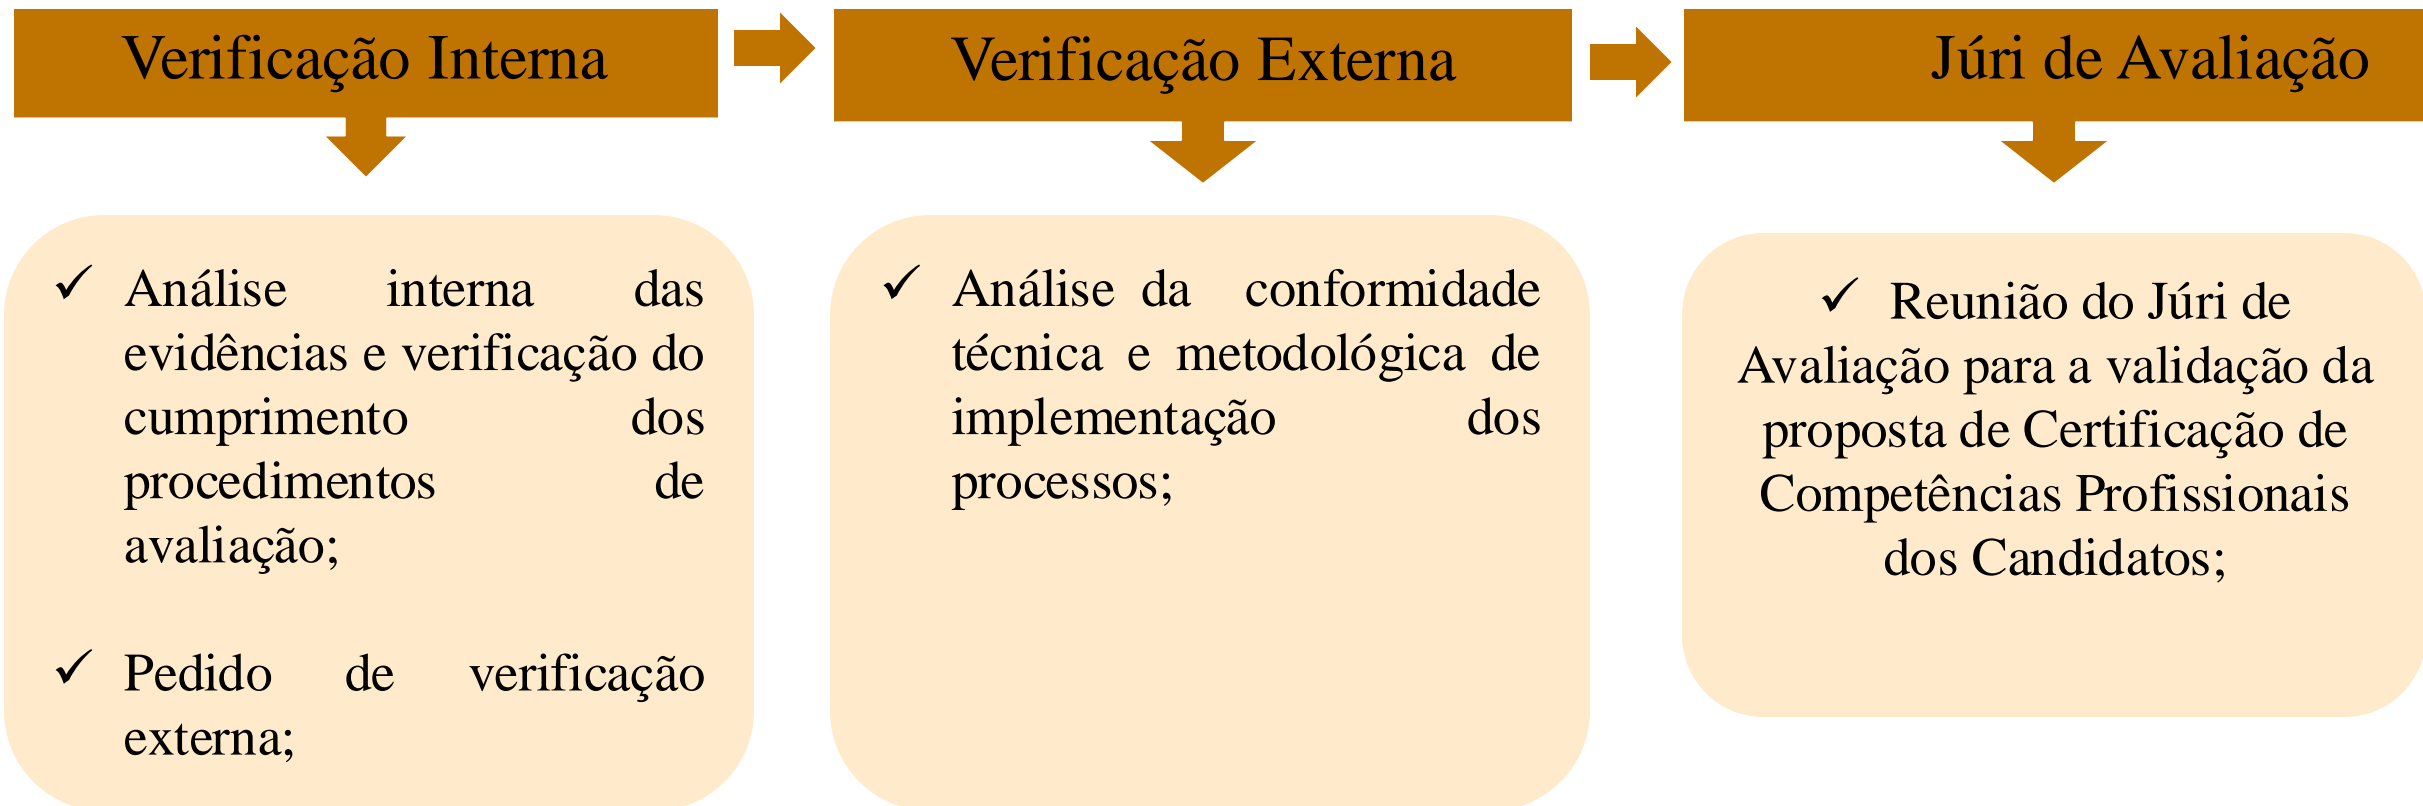 Verificação Interna
Verificação Externa
Júri de Avaliação
✓ Análise interna das
evidências e verificação do
cumprimento dos
procedimentos de
avaliação;
✓ Pedido de verificação
externa;
✓ Análise da conformidade
técnica e metodológica de
implementação dos
processos;
✓ Reunião do Júri de
Avaliação para a validação da
proposta de Certificação de
Competências Profissionais
dos Candidatos;